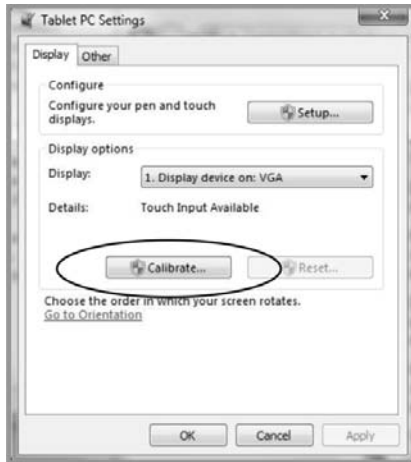 Tablet PC Settings
Display Other
Configure
Configure your pen and touch
displays.
Setup...
Display options
Display: 1. Display device on: VGA
Details: Touch Input Available
Calibrate... Reset...
Choose the order in which your screen rotates.
Go to Orientation
OK Cancel Apply